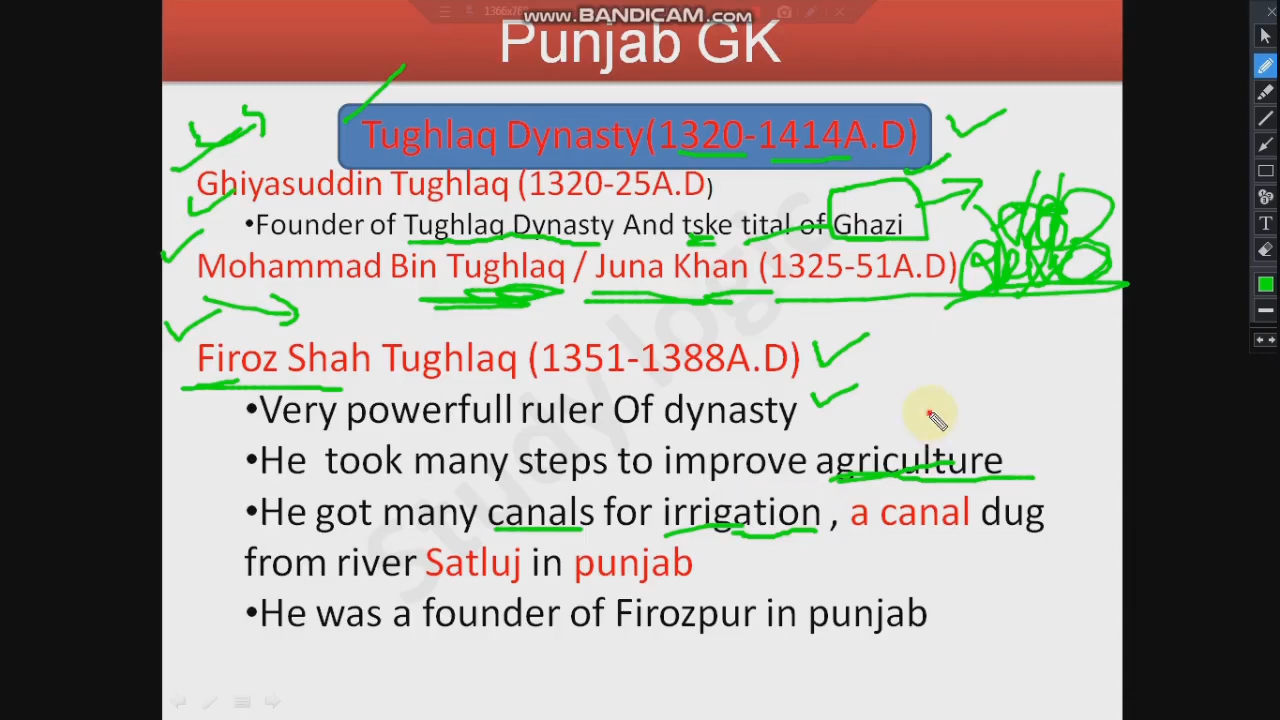 1366x768
www.BANDICAM.com
Punjab GK
Tughlaq Dynasty(1320-1414A.D)
Ghiyasuddin Tughlaq (1320-25A.D)
•Founder of Tughlaq Dynasty And tske tital of Ghazi
Mohammad Bin Tughlaq / Juna Khan (1325-51A.D)
Firoz Shah Tughlaq (1351-1388A.D)
•Very powerfull ruler Of dynasty
•He took many steps to improve agriculture
•He got many canals for irrigation , a canal dug
from river Satluj in punjab
•He was a founder of Firozpur in punjab
Study logic